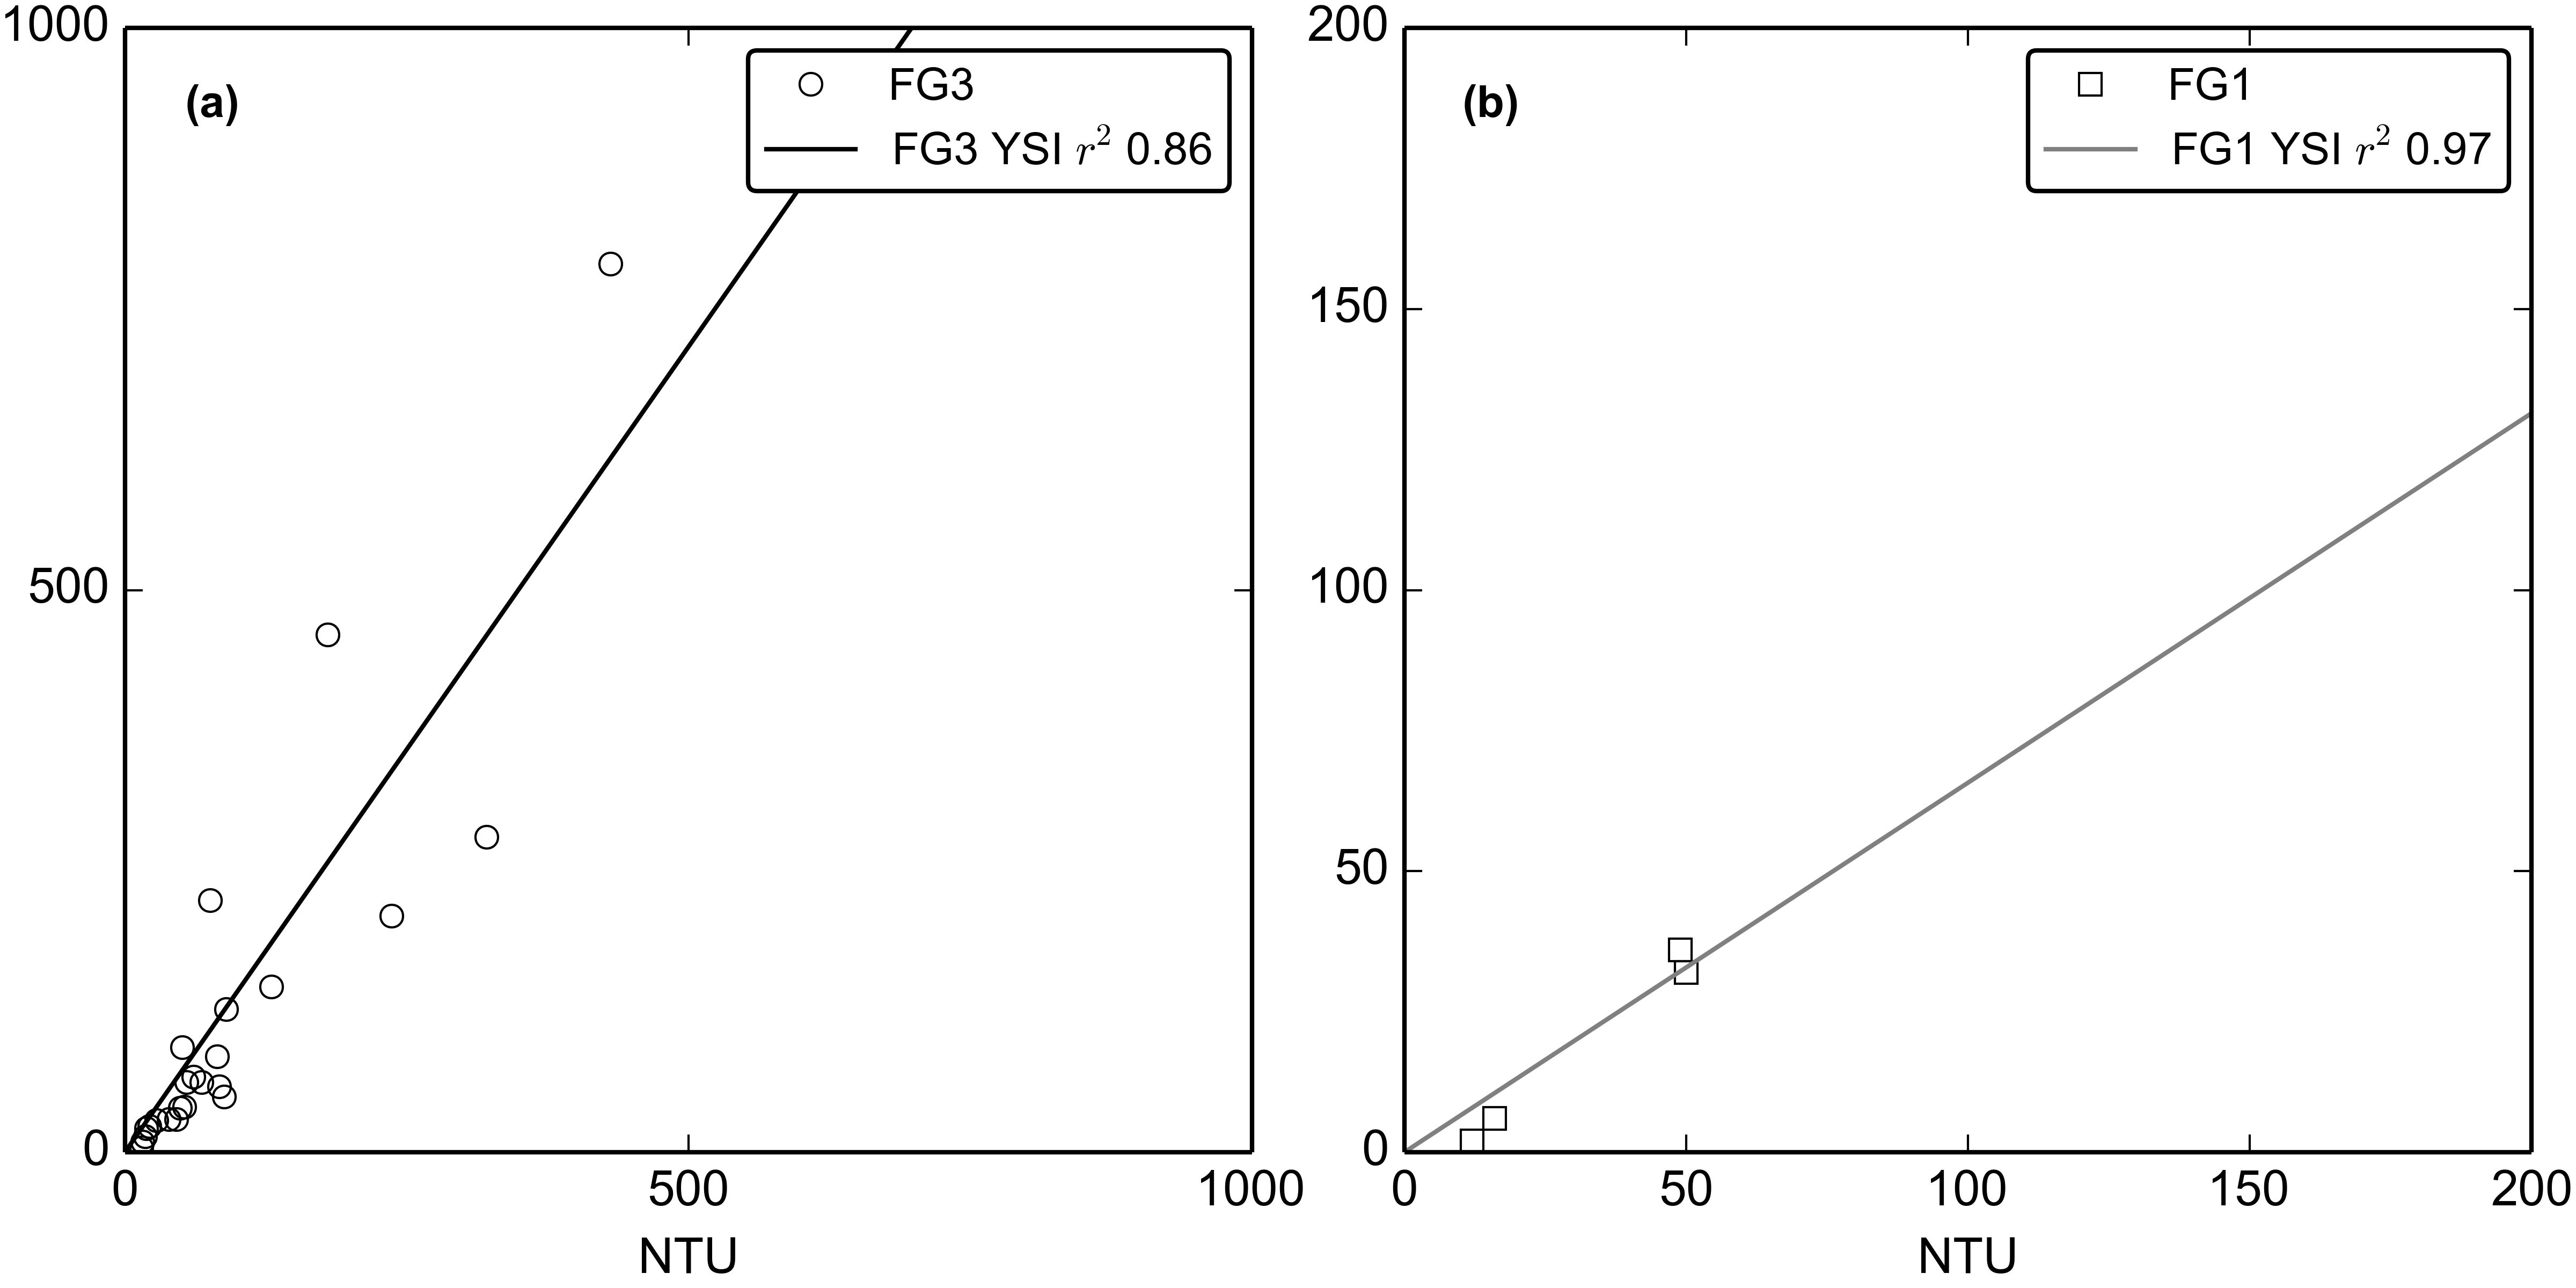 1000
500
0
(a)
FG3
FG3 YSI r² 0.86
0 500 1000
NTU
200
150
100
50
0
(b)
FG1
FG1 YSI r² 0.97
0 50 100 150 200
NTU